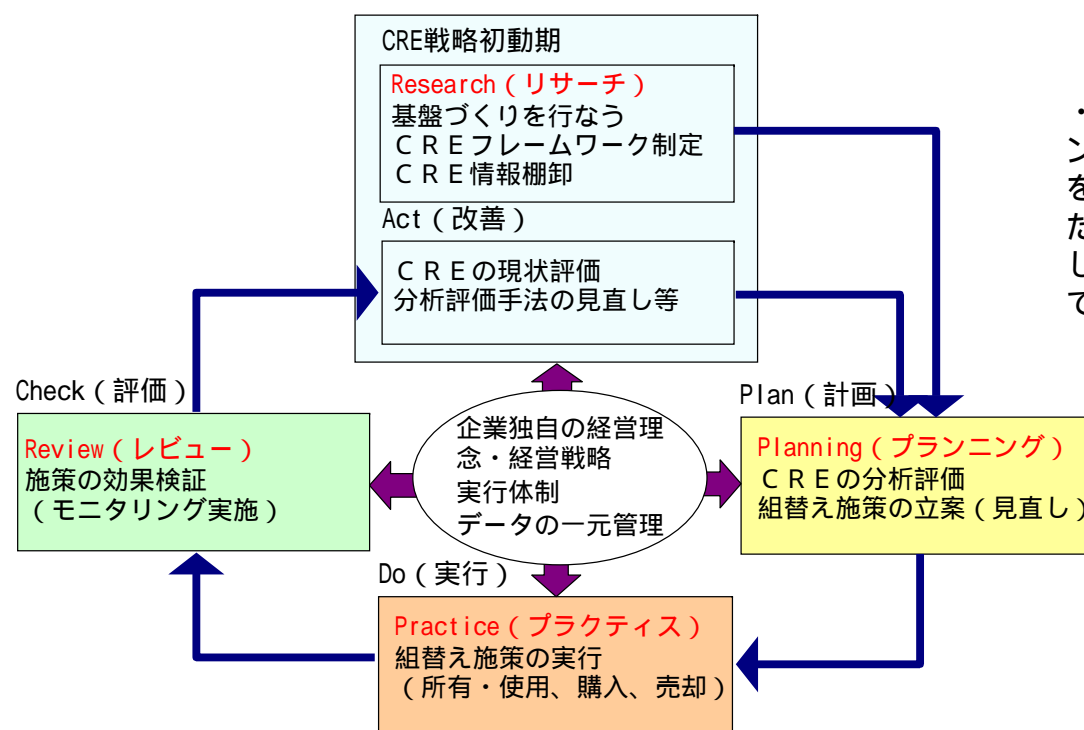 CRE戦略初動期
Research(リサーチ)
基盤づくりを行なう
CREフレームワーク制定
CRE情報棚卸
Act(改善)
CREの現状評価
分析評価手法の見直し等
Check(評価)
Review(レビュー)
施策の効果検証
(モニタリング実施)
企業独自の経営理
念・経営戦略
実行体制
データの一元管理
Plan(計画)
Planning(プランニング)
CREの分析評価
組替え施策の立案(見直し)
Do(実行)
Practice(プラクティス)
組替え施策の実行
(所有・使用、購入、売却)
・
ン
を
た
し
て